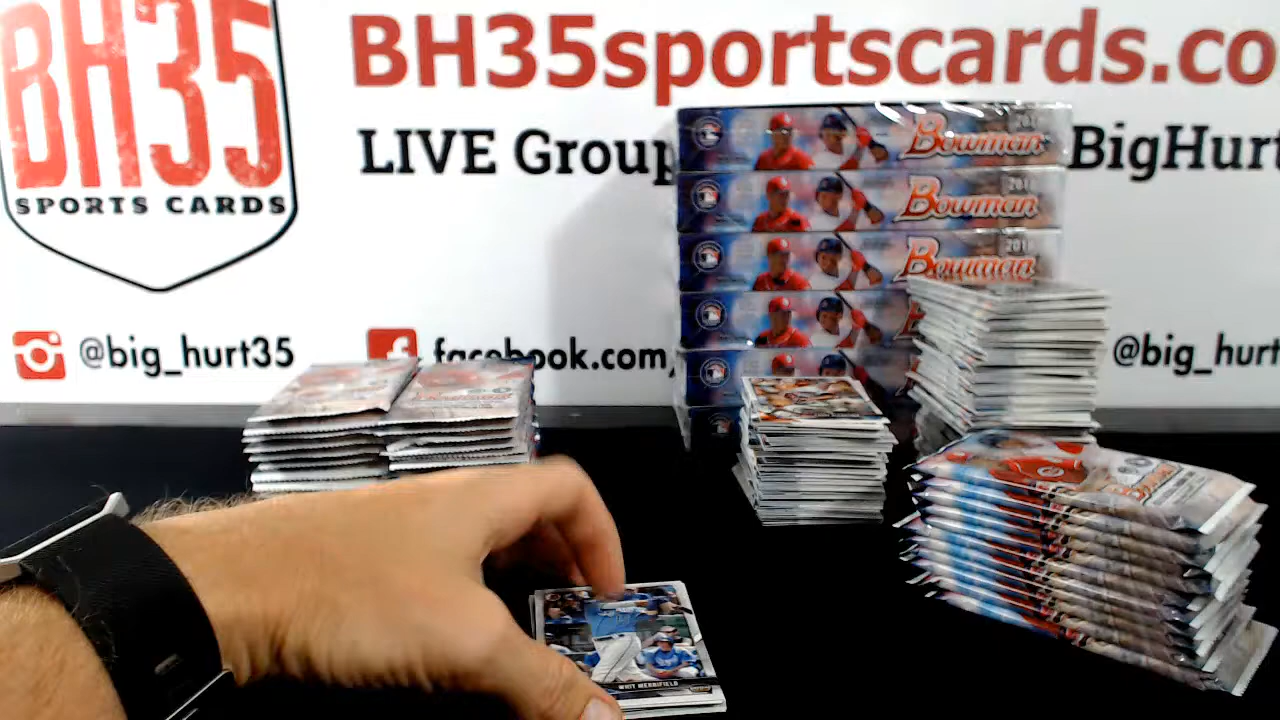 BH35
SPORTS CARDS
BH35sportscards.co
LIVE Group
BigHurt
@big_hurt35
facebook.com/
@big_hurt
Bowman
Bowman
Bowman
WHIT MERRIFIELD